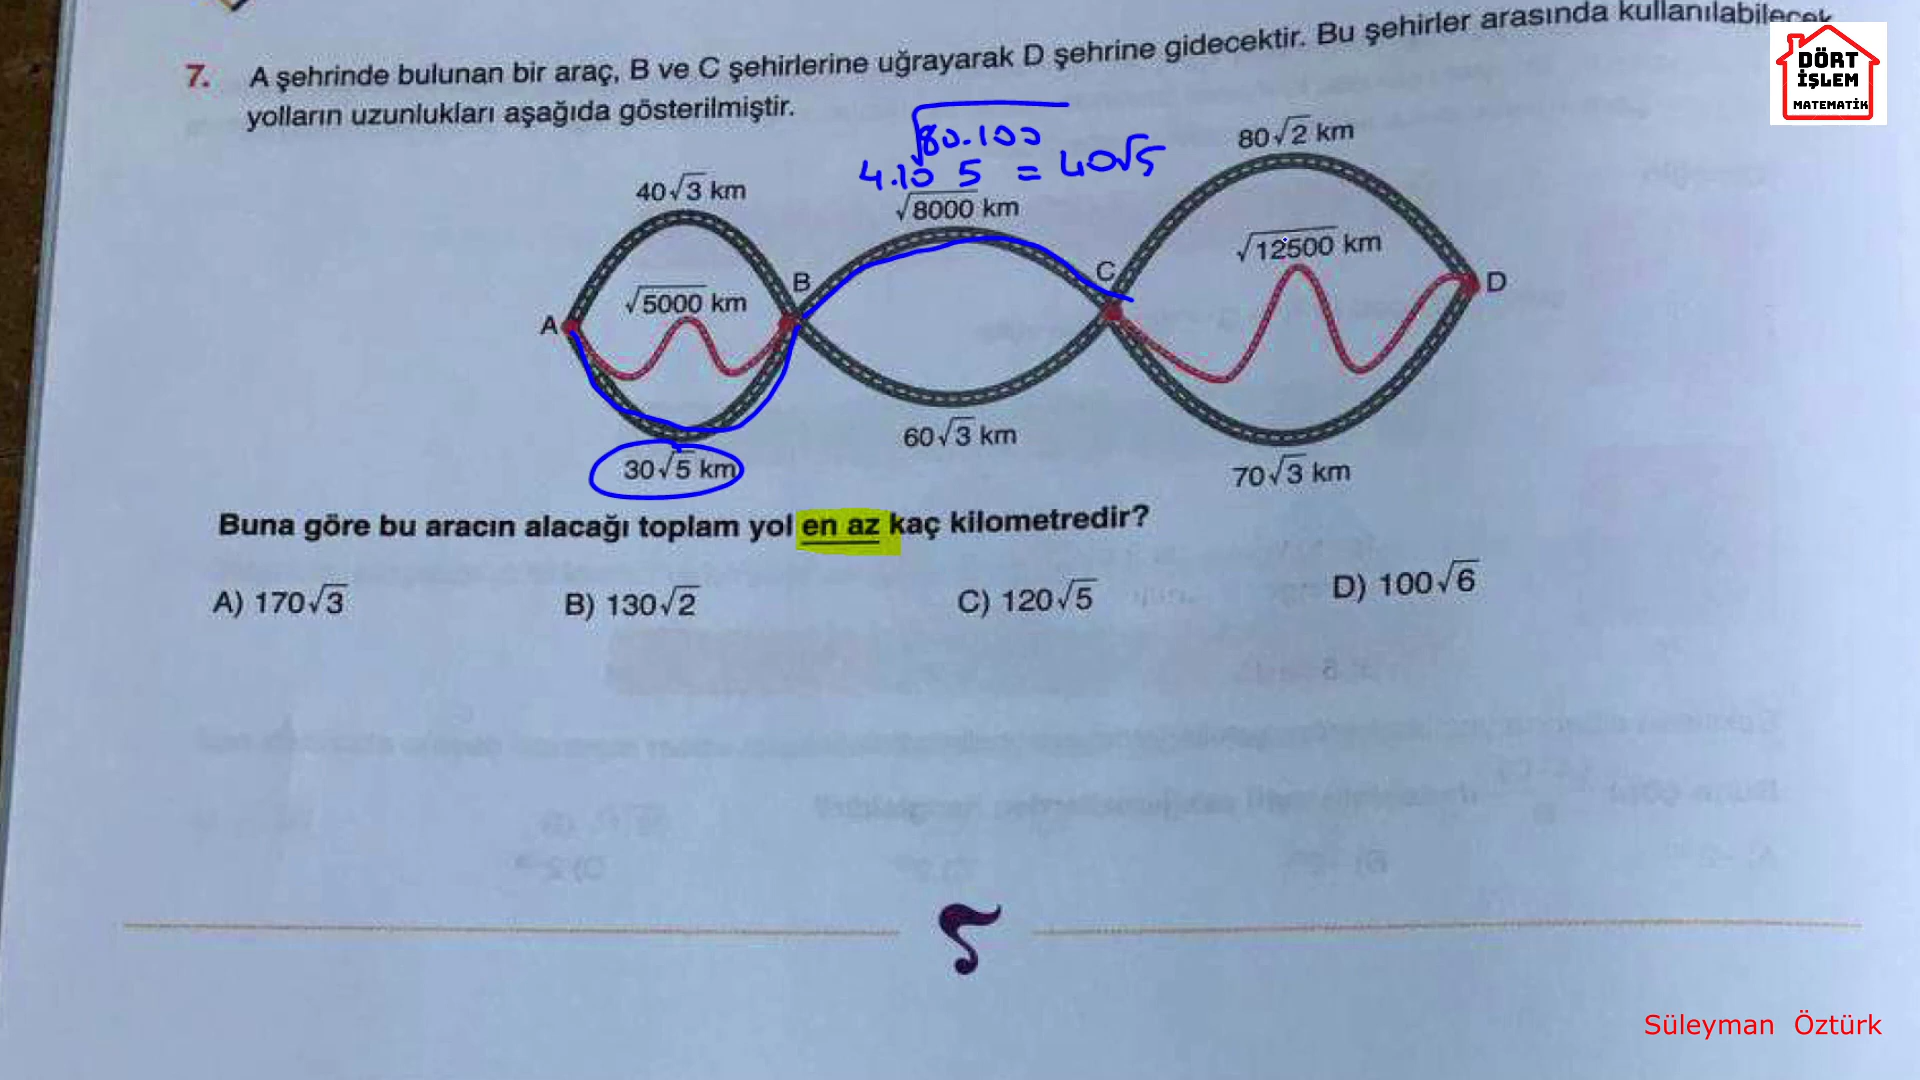 7. A şehrinde bulunan bir araç, B ve C şehirlerine uğrayarak D şehrine gidecektir. Bu şehirler arasında kullanılabilecek
yolların uzunlukları aşağıda gösterilmiştir.
DÖRT
İŞLEM
MATEMATİK
√80.100
4.10 5 = 40√5
80√2 km
40√3 km
√8000 km
√12500 km
B
C
D
√5000 km
A
60√3 km
30√5 km
70√3 km
Buna göre bu aracın alacağı toplam yol en az kaç kilometredir?
A) 170√3 B) 130√2 C) 120√5 D) 100√6
Süleyman Öztürk